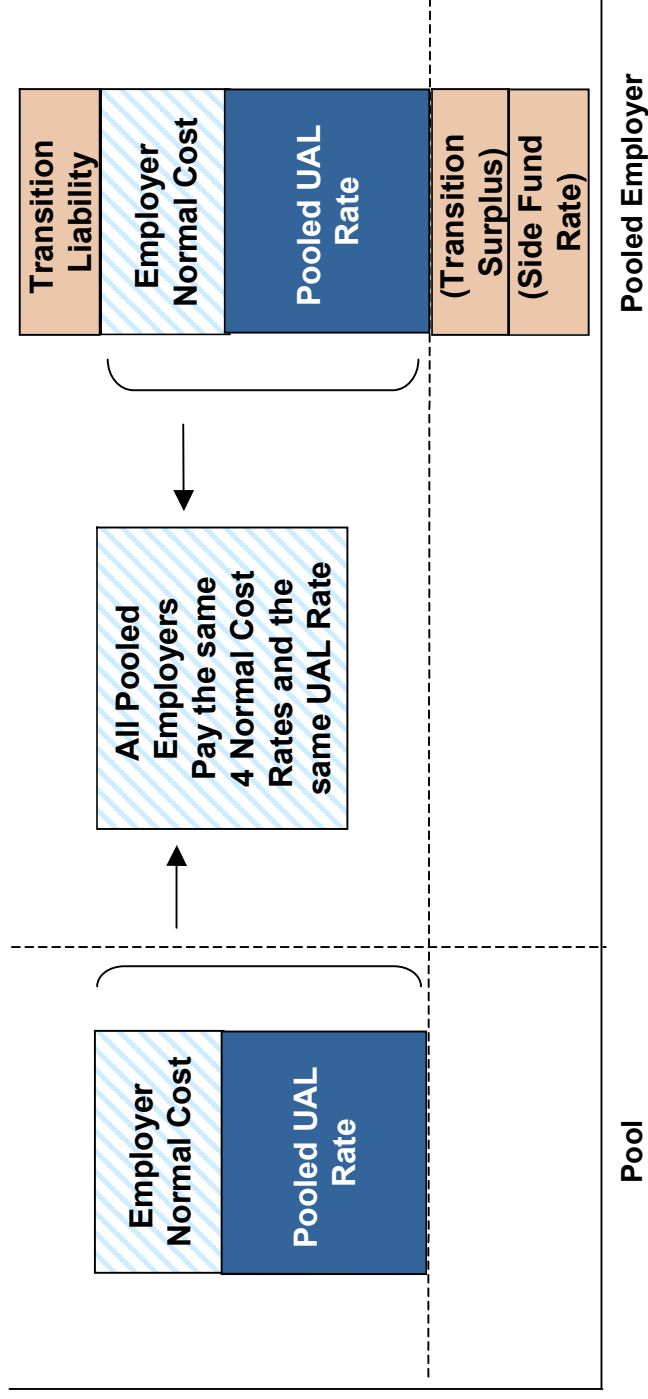 Employer
Normal Cost
Pooled UAL
Rate
Pool
All Pooled
Employers
Pay the same
4 Normal Cost
Rates and the
same UAL Rate
Transition
Liability
Employer
Normal Cost
Pooled UAL
Rate
(Transition
Surplus)
(Side Fund
Rate)
Pooled Employer